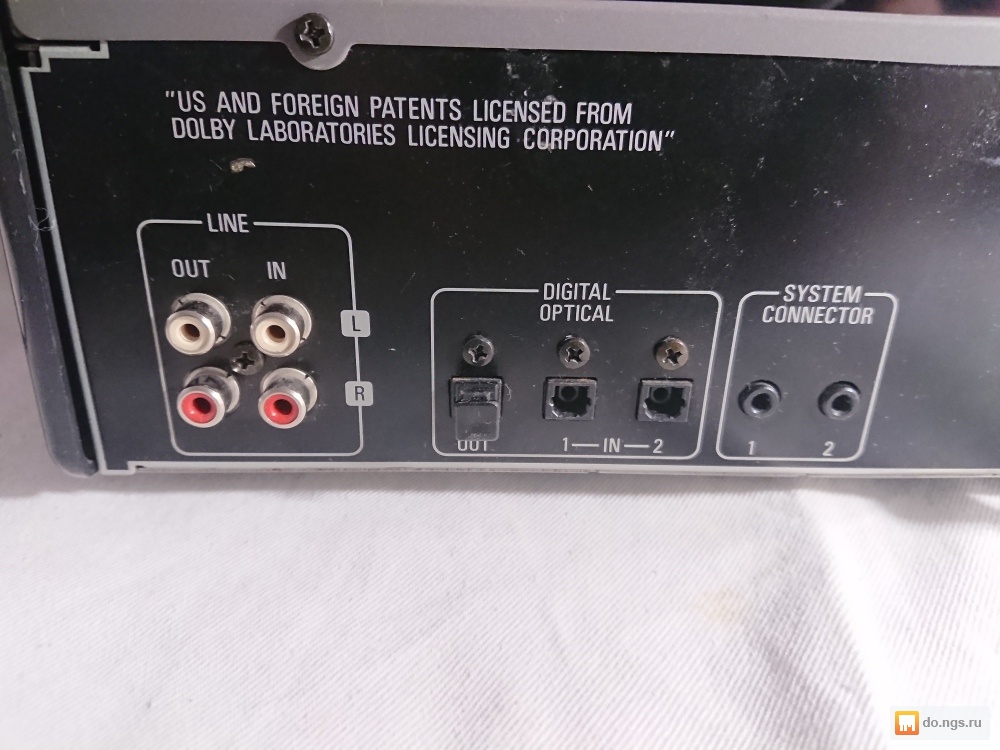 "US AND FOREIGN PATENTS LICENSED FROM
DOLBY LABORATORIES LICENSING CORPORATION"
LINE
OUT IN
L
R
DIGITAL
OPTICAL
OUT 1 IN 2
SYSTEM
CONNECTOR
1 2
do.ngs.ru